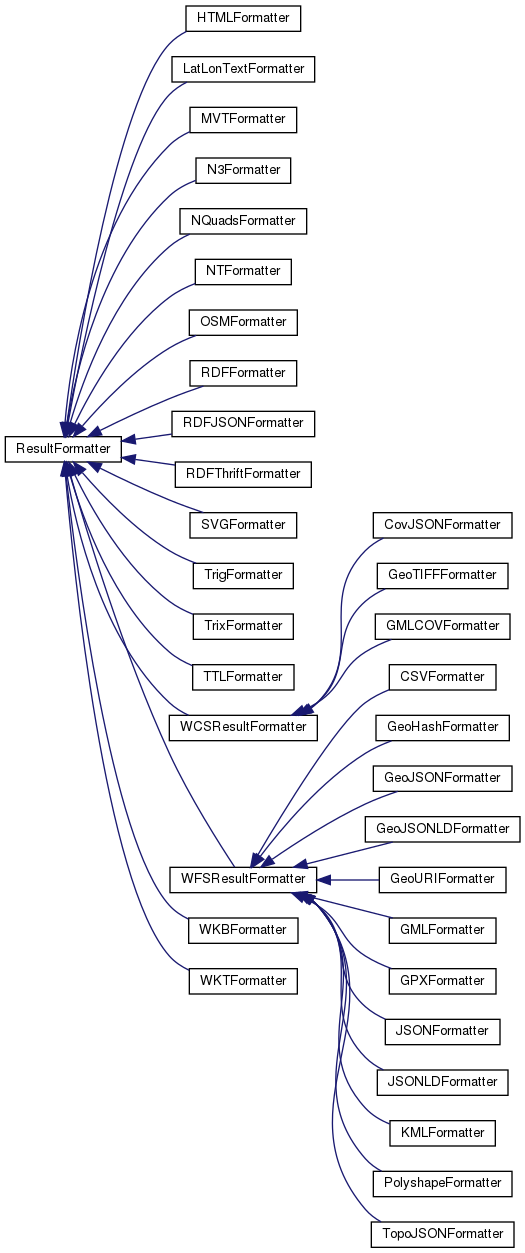 HTMLFormatter
LatLonTextFormatter
MVTFormatter
N3Formatter
NQuadsFormatter
NTFormatter
OSMFormatter
RDFFormatter
RDFJSONFormatter
ResultFormatter
RDFThriftFormatter
SVGFormatter
CovJSONFormatter
TrigFormatter
GeoTIFFFormatter
TrixFormatter
GMLCOVFormatter
TTLFormatter
CSVFormatter
WCSResultFormatter
GeoHashFormatter
GeoJSONFormatter
GeoJSONLDFormatter
WFSResultFormatter
GeoURIFormatter
WKBFormatter
GMLFormatter
WKTFormatter
GPXFormatter
JSONFormatter
JSONLDFormatter
KMLFormatter
PolyshapeFormatter
TopoJSONFormatter